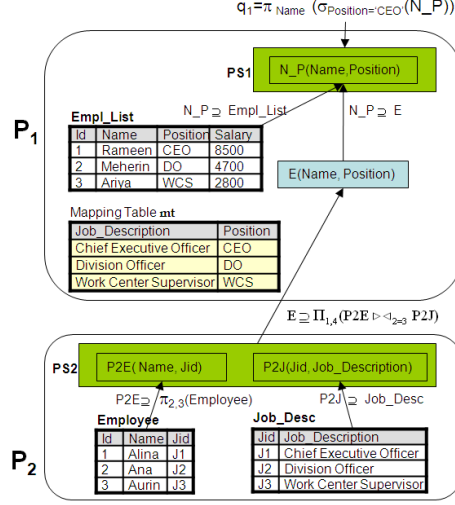 q1=π Name (σPosition='CEO'(N_P))
PS1
N_P(Name,Position)
N_P ⊇ Empl_List
N_P ⊇ E
P1
Empl_List
Id Name Position Salary
1 Rameen CEO 8500
2 Meherin DO 4700
3 Ariya WCS 2800
E(Name, Position)
Mapping Table mt
Job_Description Position
Chief Executive Officer CEO
Division Officer DO
Work Center Supervisor WCS
E ⊇ Π1,4(P2E ▷◁2=3 P2J)
PS2
P2E( Name, Jid)
P2J(Jid, Job_Description)
P2E⊇ π2,3(Employee)
P2J ⊇ Job_Desc
P2
Employee
Id Name Jid
1 Alina J1
2 Ana J2
3 Aurin J3
Job_Desc
Jid Job_Description
J1 Chief Executive Officer
J2 Division Officer
J3 Work Center Supervisor